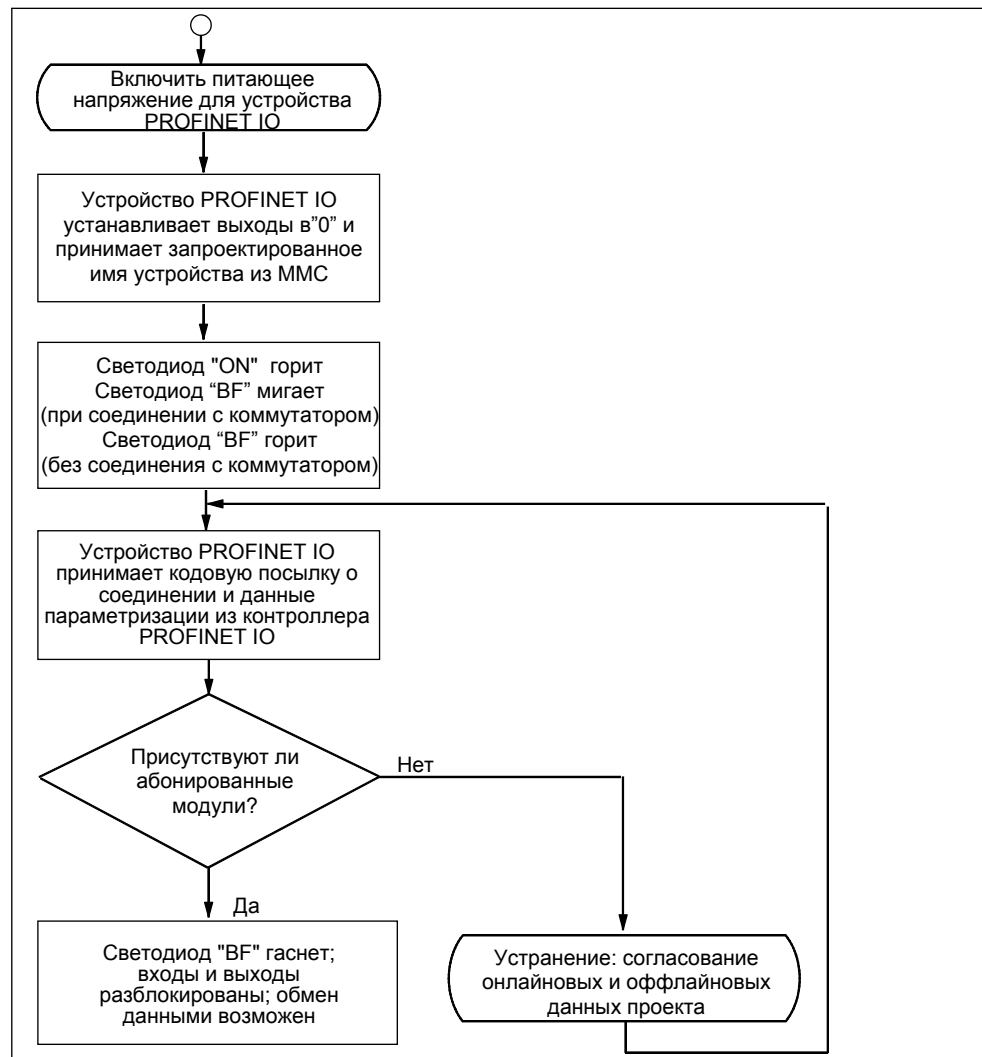 Включить питающее
напряжение для устройства
PROFINET IO
Устройство PROFINET IO
устанавливает выходы в"0" и
принимает запроектированное
имя устройства из MMC
Светодиод "ON" горит
Светодиод “BF” мигает
(при соединении с коммутатором)
Светодиод “BF” горит
(без соединения с коммутатором)
Устройство PROFINET IO
принимает кодовую посылку о
соединении и данные
параметризации из контроллера
PROFINET IO
Присутствуют ли
абонированные
модули?
Нет
Да
Светодиод "BF" гаснет;
входы и выходы
разблокированы; обмен
данными возможен
Устранение: согласование
онлайновых и оффлайновых
данных проекта